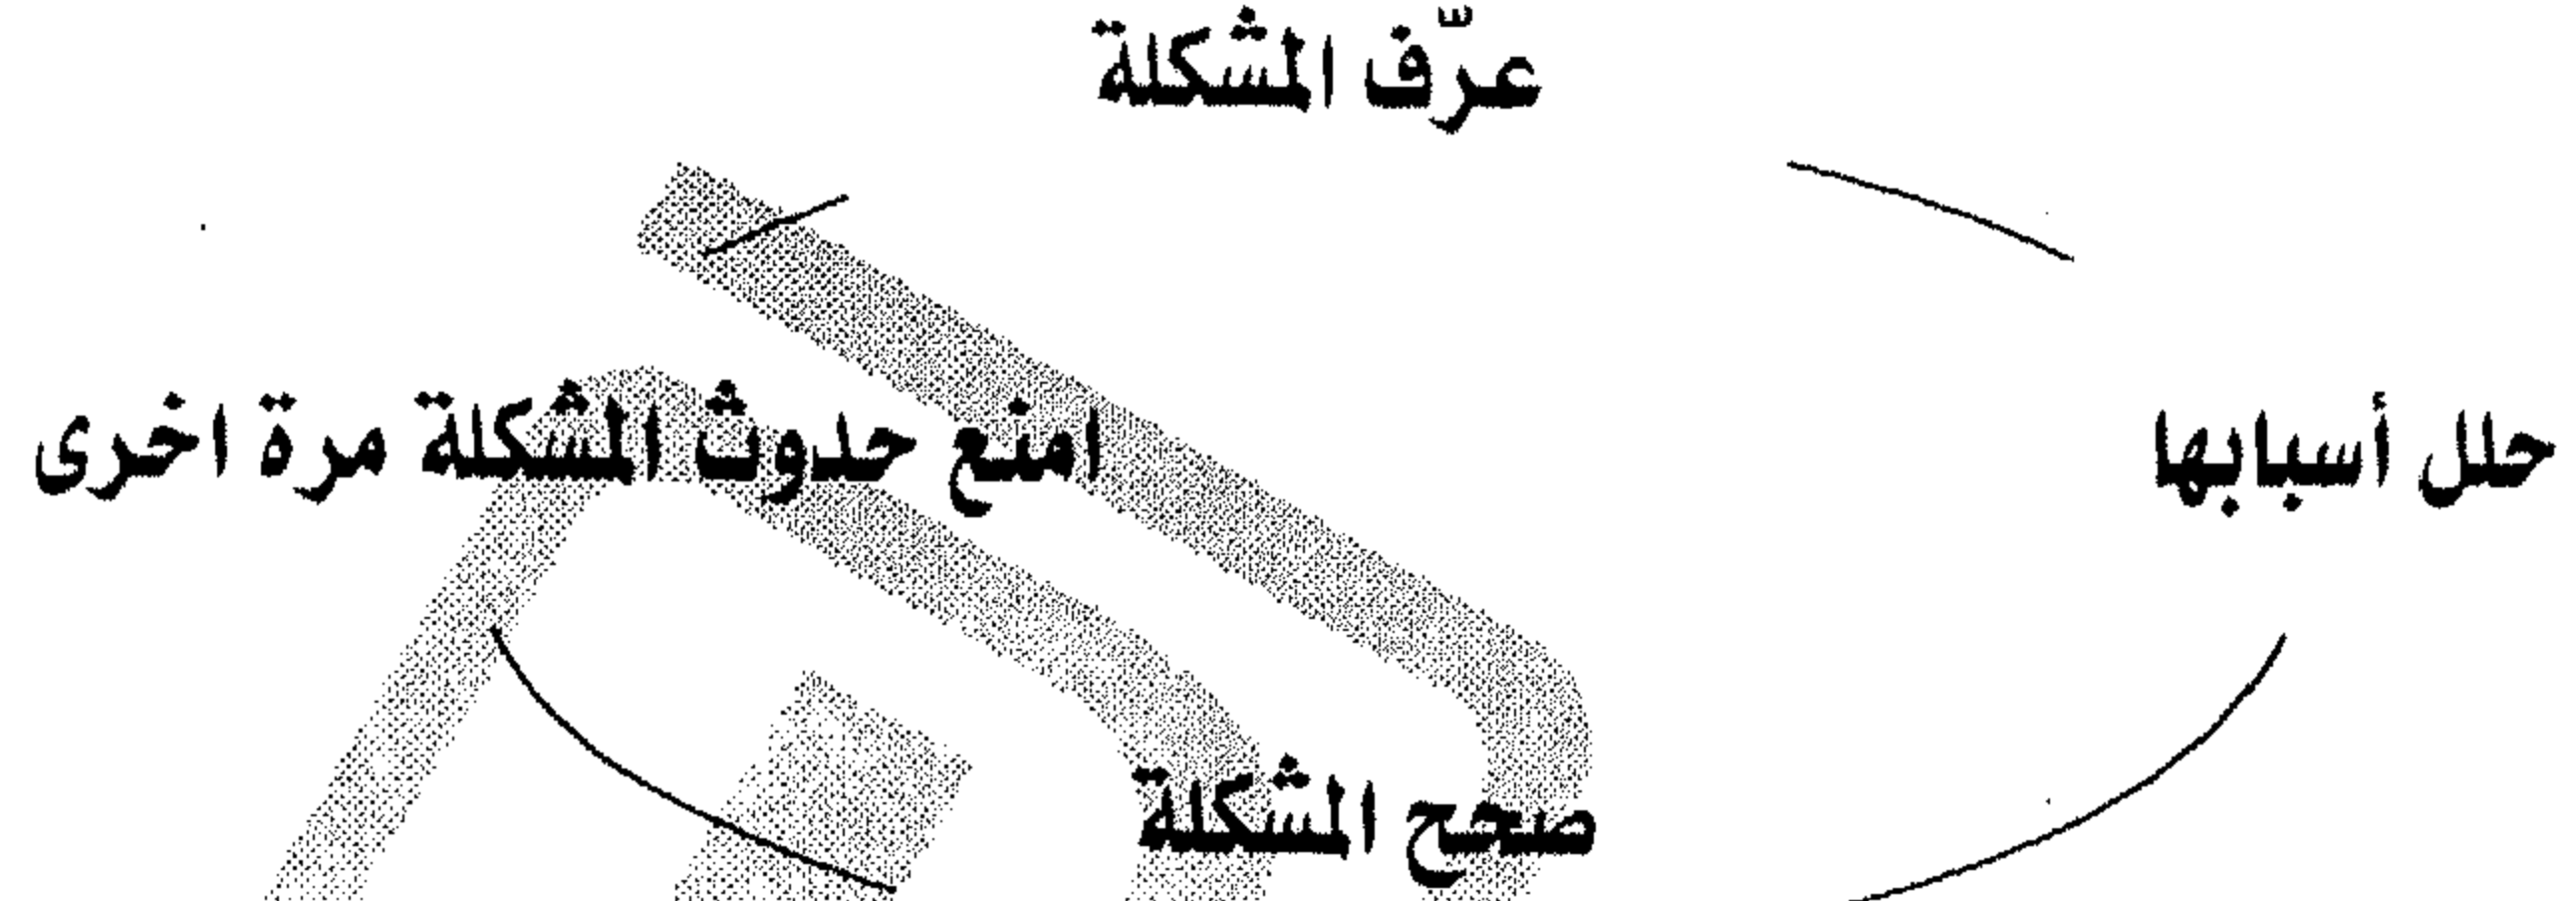 عرّف المشكلة
حلل أسبابها
امنع حدوث المشكلة مرة اخرى
صحح المشكلة